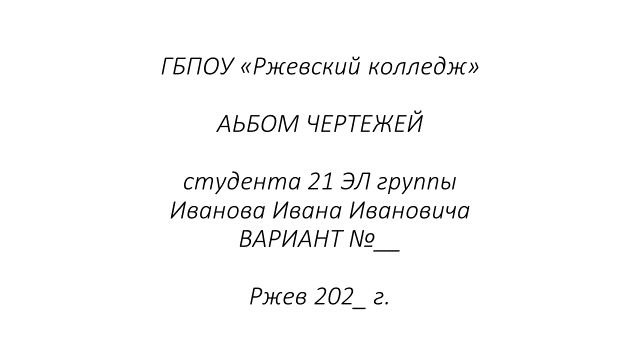 ГБПОУ «Ржевский колледж»
АЬБОМ ЧЕРТЕЖЕЙ
студента 21 ЭЛ группы
Иванова Ивана Ивановича
ВАРИАНТ №__
Ржев 202_ г.